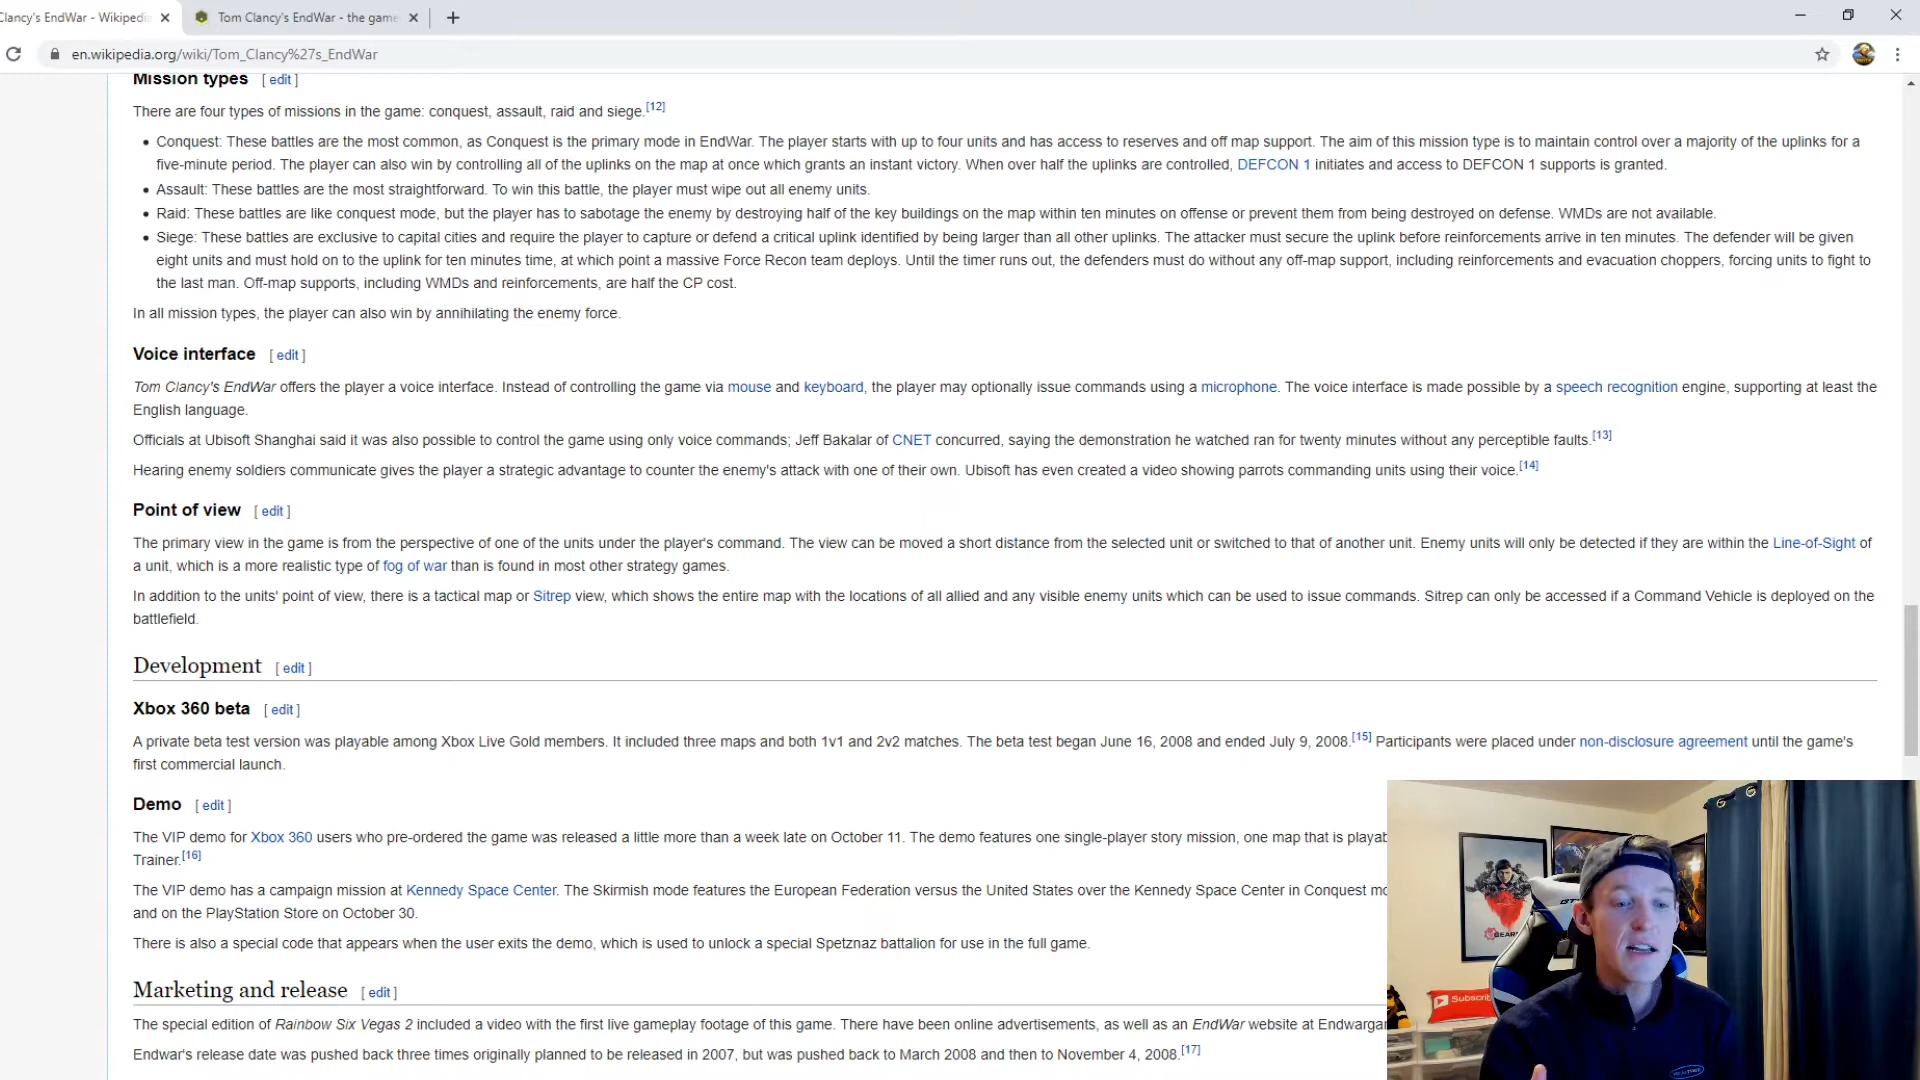 Clancy's EndWar - Wikipedi
Tom Clancy's EndWar - the game
en.wikipedia.org/wiki/Tom_Clancy%27s_EndWar
Mission types [ edit ]
There are four types of missions in the game: conquest, assault, raid and siege.[12]
• Conquest: These battles are the most common, as Conquest is the primary mode in EndWar. The player starts with up to four units and has access to reserves and off map support. The aim of this mission type is to maintain control over a majority of the uplinks for a
five-minute period. The player can also win by controlling all of the uplinks on the map at once which grants an instant victory. When over half the uplinks are controlled, DEFCON 1 initiates and access to DEFCON 1 supports is granted.
• Assault: These battles are the most straightforward. To win this battle, the player must wipe out all enemy units.
• Raid: These battles are like conquest mode, but the player has to sabotage the enemy by destroying half of the key buildings on the map within ten minutes on offense or prevent them from being destroyed on defense. WMDs are not available.
• Siege: These battles are exclusive to capital cities and require the player to capture or defend a critical uplink identified by being larger than all other uplinks. The attacker must secure the uplink before reinforcements arrive in ten minutes. The defender will be given
eight units and must hold on to the uplink for ten minutes time, at which point a massive Force Recon team deploys. Until the timer runs out, the defenders must do without any off-map support, including reinforcements and evacuation choppers, forcing units to fight to
the last man. Off-map supports, including WMDs and reinforcements, are half the CP cost.
In all mission types, the player can also win by annihilating the enemy force.
Voice interface [ edit ]
Tom Clancy's EndWar offers the player a voice interface. Instead of controlling the game via mouse and keyboard, the player may optionally issue commands using a microphone. The voice interface is made possible by a speech recognition engine, supporting at least the
English language.
Officials at Ubisoft Shanghai said it was also possible to control the game using only voice commands; Jeff Bakalar of CNET concurred, saying the demonstration he watched ran for twenty minutes without any perceptible faults.[13]
Hearing enemy soldiers communicate gives the player a strategic advantage to counter the enemy's attack with one of their own. Ubisoft has even created a video showing parrots commanding units using their voice.[14]
Point of view [ edit ]
The primary view in the game is from the perspective of one of the units under the player's command. The view can be moved a short distance from the selected unit or switched to that of another unit. Enemy units will only be detected if they are within the Line-of-Sight of
a unit, which is a more realistic type of fog of war than is found in most other strategy games.
In addition to the units' point of view, there is a tactical map or Sitrep view, which shows the entire map with the locations of all allied and any visible enemy units which can be used to issue commands. Sitrep can only be accessed if a Command Vehicle is deployed on the
battlefield.
Development [ edit ]
Xbox 360 beta [ edit ]
A private beta test version was playable among Xbox Live Gold members. It included three maps and both 1v1 and 2v2 matches. The beta test began June 16, 2008 and ended July 9, 2008.[15] Participants were placed under non-disclosure agreement until the game's
first commercial launch.
Demo [ edit ]
The VIP demo for Xbox 360 users who pre-ordered the game was released a little more than a week late on October 11. The demo features one single-player story mission, one map that is playab
Trainer.[16]
The VIP demo has a campaign mission at Kennedy Space Center. The Skirmish mode features the European Federation versus the United States over the Kennedy Space Center in Conquest mo
and on the PlayStation Store on October 30.
There is also a special code that appears when the user exits the demo, which is used to unlock a special Spetznaz battalion for use in the full game.
Marketing and release [ edit ]
The special edition of Rainbow Six Vegas 2 included a video with the first live gameplay footage of this game. There have been online advertisements, as well as an EndWar website at Endwargar
Endwar's release date was pushed back three times originally planned to be released in 2007, but was pushed back to March 2008 and then to November 4, 2008.[17]
GEARS
Subscrib